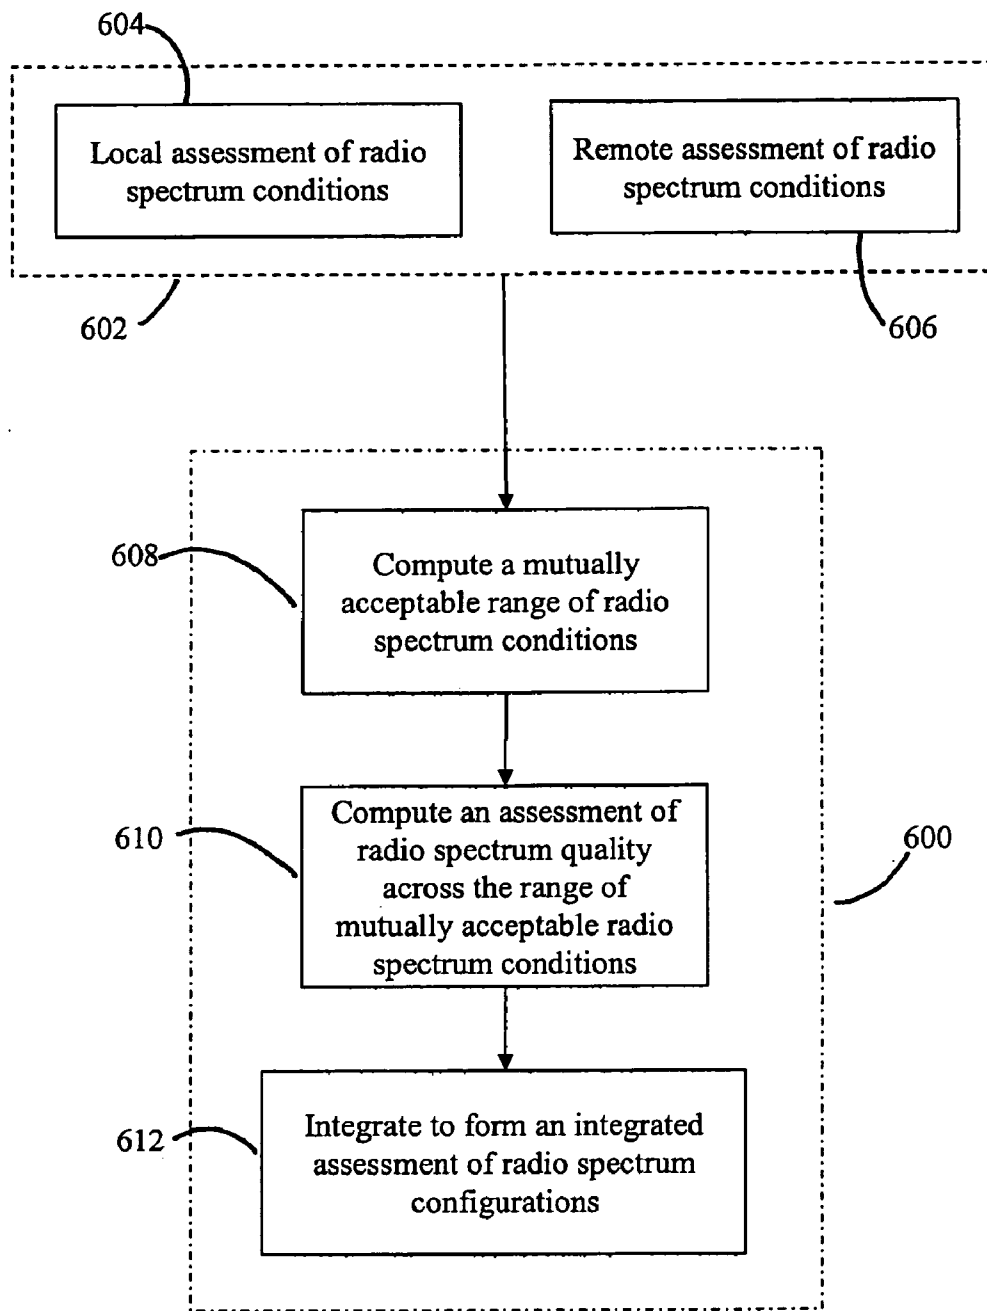 604
Local assessment of radio
spectrum conditions
Remote assessment of radio
spectrum conditions
602
606
608
Compute a mutually
acceptable range of radio
spectrum conditions
610
Compute an assessment of
radio spectrum quality
across the range of
mutually acceptable radio
spectrum conditions
600
612
Integrate to form an integrated
assessment of radio spectrum
configurations